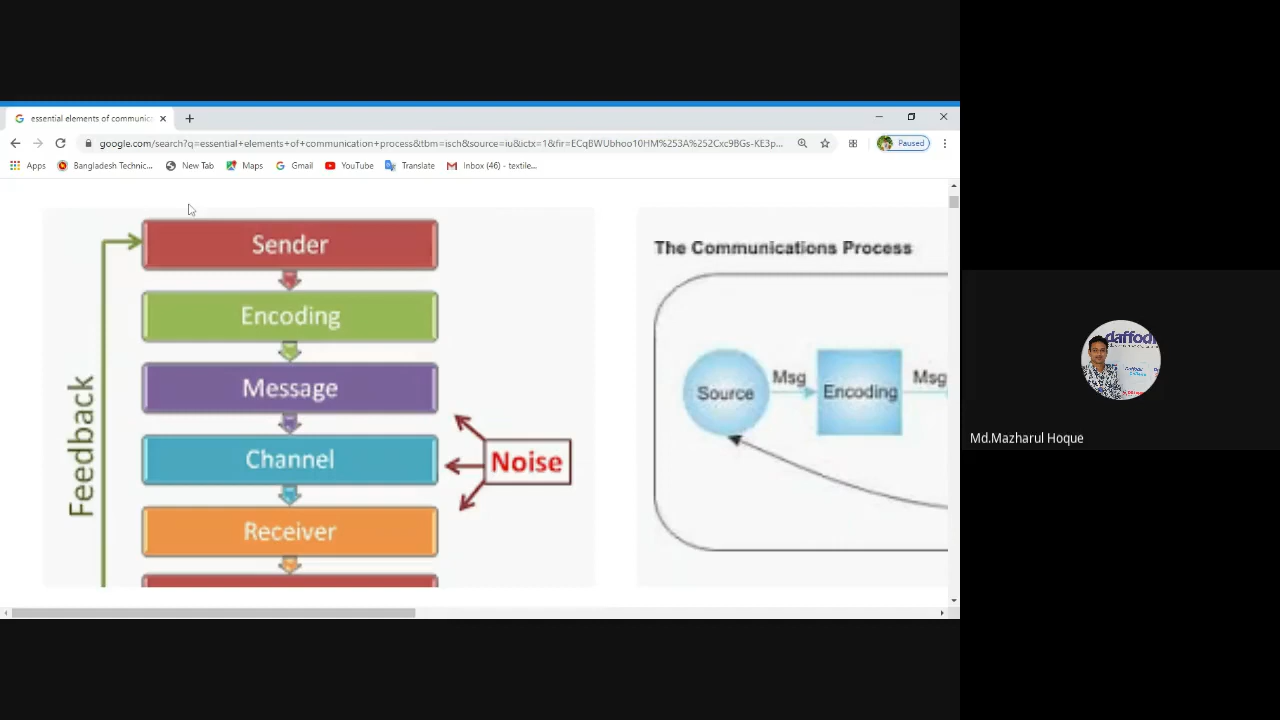 essential elements of communic
google.com/search?q=essential+elements+of+communication+process&tbm=isch&source=iu&ictx=1&fir=ECqBWUbhoo10HM%253A%252Cxc9BGs-KE3p...
Paused
Apps
Bangladesh Technic...
New Tab
Maps
Gmail
YouTube
Translate
Inbox (46) - textile...
Sender
Encoding
Message
Channel
Receiver
Feedback
Noise
The Communications Process
Source
Msg
Encoding
Msg
daffodi
Md.Mazharul Hoque